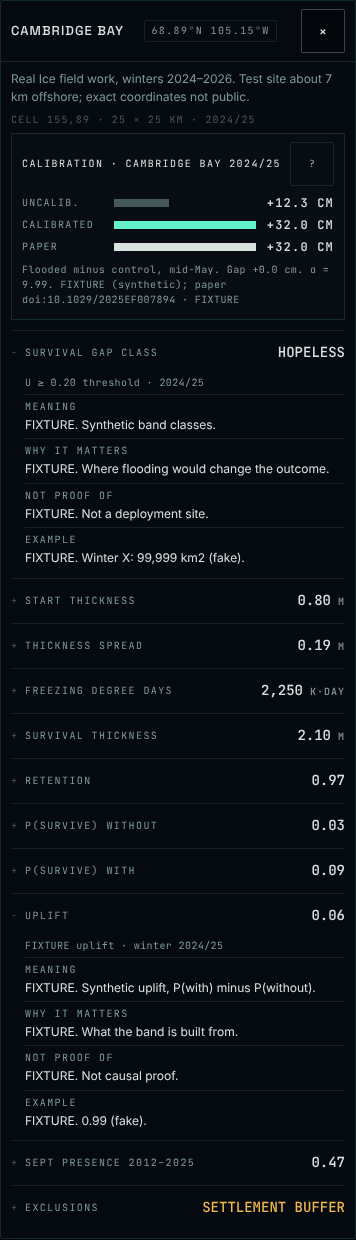 CAMBRIDGE BAY 68.89°N 105.15°W ×
Real Ice field work, winters 2024–2026. Test site about 7
km offshore; exact coordinates not public.
CELL 155,89 · 25 × 25 KM · 2024/25
CALIBRATION · CAMBRIDGE BAY 2024/25 ?
UNCALIB. +12.3 CM
CALIBRATED +32.0 CM
PAPER +32.0 CM
Flooded minus control, mid-May. Gap +0.0 cm. α =
9.99. FIXTURE (synthetic); paper
doi:10.1029/2025EF007894 · FIXTURE
- SURVIVAL GAP CLASS HOPELESS
U ≥ 0.20 threshold · 2024/25
MEANING
FIXTURE. Synthetic band classes.
WHY IT MATTERS
FIXTURE. Where flooding would change the outcome.
NOT PROOF OF
FIXTURE. Not a deployment site.
EXAMPLE
FIXTURE. Winter X: 99,999 km2 (fake).
+ START THICKNESS 0.80 M
+ THICKNESS SPREAD 0.19 M
+ FREEZING DEGREE DAYS 2,250 K·DAY
+ SURVIVAL THICKNESS 2.10 M
+ RETENTION 0.97
+ P(SURVIVE) WITHOUT 0.03
+ P(SURVIVE) WITH 0.09
- UPLIFT 0.06
FIXTURE uplift · winter 2024/25
MEANING
FIXTURE. Synthetic uplift, P(with) minus P(without).
WHY IT MATTERS
FIXTURE. What the band is built from.
NOT PROOF OF
FIXTURE. Not causal proof.
EXAMPLE
FIXTURE. 0.99 (fake).
+ SEPT PRESENCE 2012–2025 0.47
+ EXCLUSIONS SETTLEMENT BUFFER